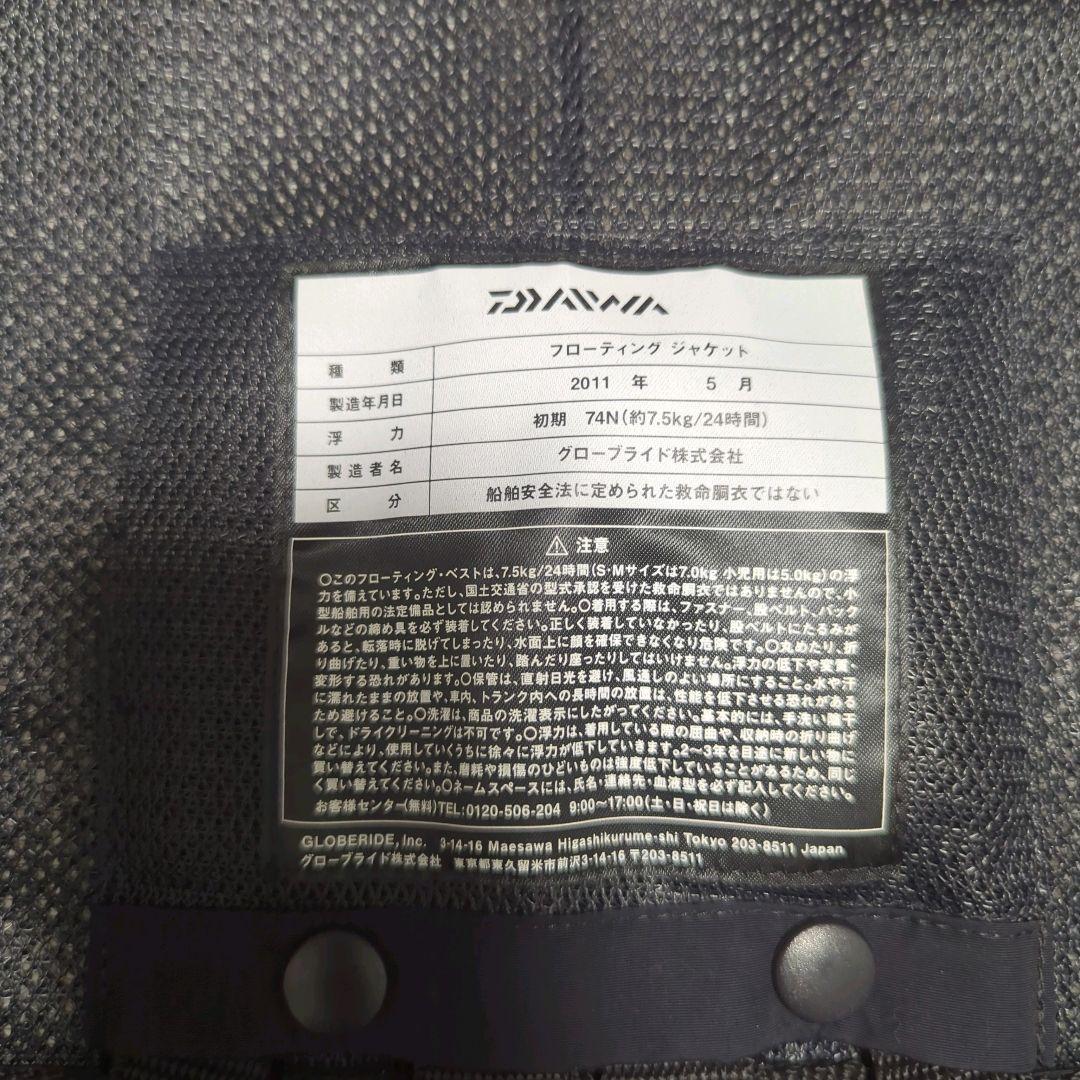 DAIWA
種類 フローティング ジャケット
製造年月日 2011 年 5 月
浮力 初期 74N(約7.5kg/24時間)
製造者名 グローブライド株式会社
区分 船舶安全法に定められた救命胴衣ではない
⚠ 注意
○このフローティング・ベストは、7.5kg/24時間(S・Mサイズは7.0kg 小児用は5.0kg)の浮
力を備えています。ただし、国土交通省の型式承認を受けた救命胴衣ではありませんので、小
型船舶用の法定備品としては認められません。○着用する際は、ファスナー、股ベルト、バック
ルなどの締め具を必ず装着してください。正しく装着していなかったり、股ベルトにたるみが
あると、転落時に脱げてしまったり、水面上に顔を確保できなくなり危険です。○丸めたり、折
り曲げたり、重い物を上に置いたり、踏んだり座ったりしてはいけません。浮力の低下や変質、
変形する恐れがあります。○保管は、直射日光を避け、風通しのよい場所にすること。水や汗
に濡れたままの放置や、車内、トランク内への長時間の放置は、性能を低下させる恐れがある
ため避けること。○洗濯は、商品の洗濯表示にしたがってください。基本的には、手洗い陰干
しで、ドライクリーニングは不可です。○浮力は、着用している際の屈曲や、収納時の折り曲げ
などにより、使用していくうちに徐々に浮力が低下していきます。2〜3年を目途に新しい物に
買い替えてください。また、磨耗や損傷のひどいものは強度低下していることがあるため、同じ
く買い替えてください。○ネームスペースには、氏名・連絡先・血液型を必ず記入してください。
お客様センター(無料)TEL:0120-506-204 9:00〜17:00(土・日・祝日は除く)
GLOBERIDE, Inc. 3-14-16 Maesawa Higashikurume-shi Tokyo 203-8511 Japan
グローブライド株式会社 東京都東久留米市前沢3-14-16 〒203-8511